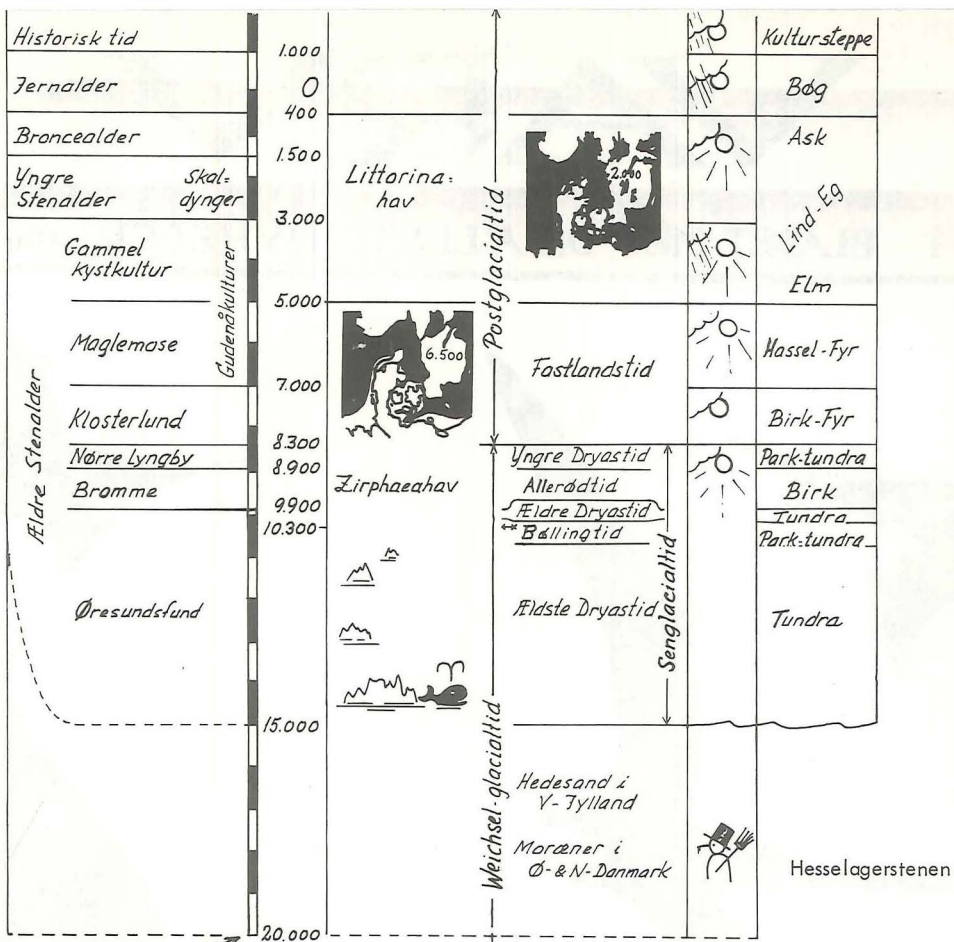 Historisk tid
Jernalder
Broncealder
Yngre
Stenalder
Skal-
dynger
Gammel
kystkultur
Maglemose
Klosterlund
Nørre Lyngby
Bromme
Øresundsfund
Ældre Stenalder
Gudenåkulturer
1.000
0
400
1.500
3.000
5.000
7.000
8.300
8.900
9.900
10.300
15.000
20.000
Littorina-
hav
6.500
Zirphaeahav
2.000
Postglacialtid
Weichsel-glacialtid
Fastlandstid
Yngre Dryastid
Allerødtid
Ældre Dryastid
Bøllingtid
Ældste Dryastid
Senglacialtid
Hedesand i
V-Jylland
Moræner i
Ø- & N-Danmark
Kultursteppe
Bøg
Ask
Lind-Eg
Elm
Hassel-Fyr
Birk-Fyr
Park-tundra
Birk
Tundra
Park-tundra
Tundra
Hesselagerstenen